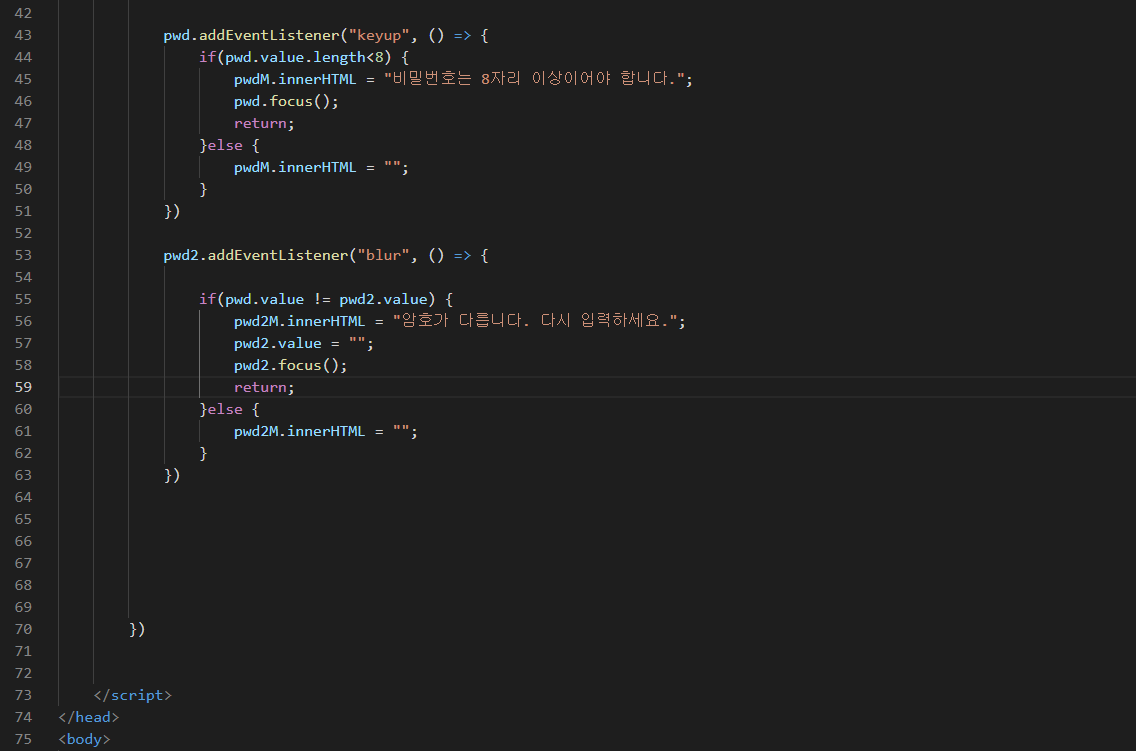 42
43 pwd.addEventListener("keyup", () => {
44 if(pwd.value.length<8) {
45 pwdM.innerHTML = "비밀번호는 8자리 이상이어야 합니다.";
46 pwd.focus();
47 return;
48 }else {
49 pwdM.innerHTML = "";
50 }
51 })
52
53 pwd2.addEventListener("blur", () => {
54
55 if(pwd.value != pwd2.value) {
56 pwd2M.innerHTML = "암호가 다릅니다. 다시 입력하세요.";
57 pwd2.value = "";
58 pwd2.focus();
59 return;
60 }else {
61 pwd2M.innerHTML = "";
62 }
63 })
64
65
66
67
68
69
70 })
71
72
73 </script>
74 </head>
75 <body>